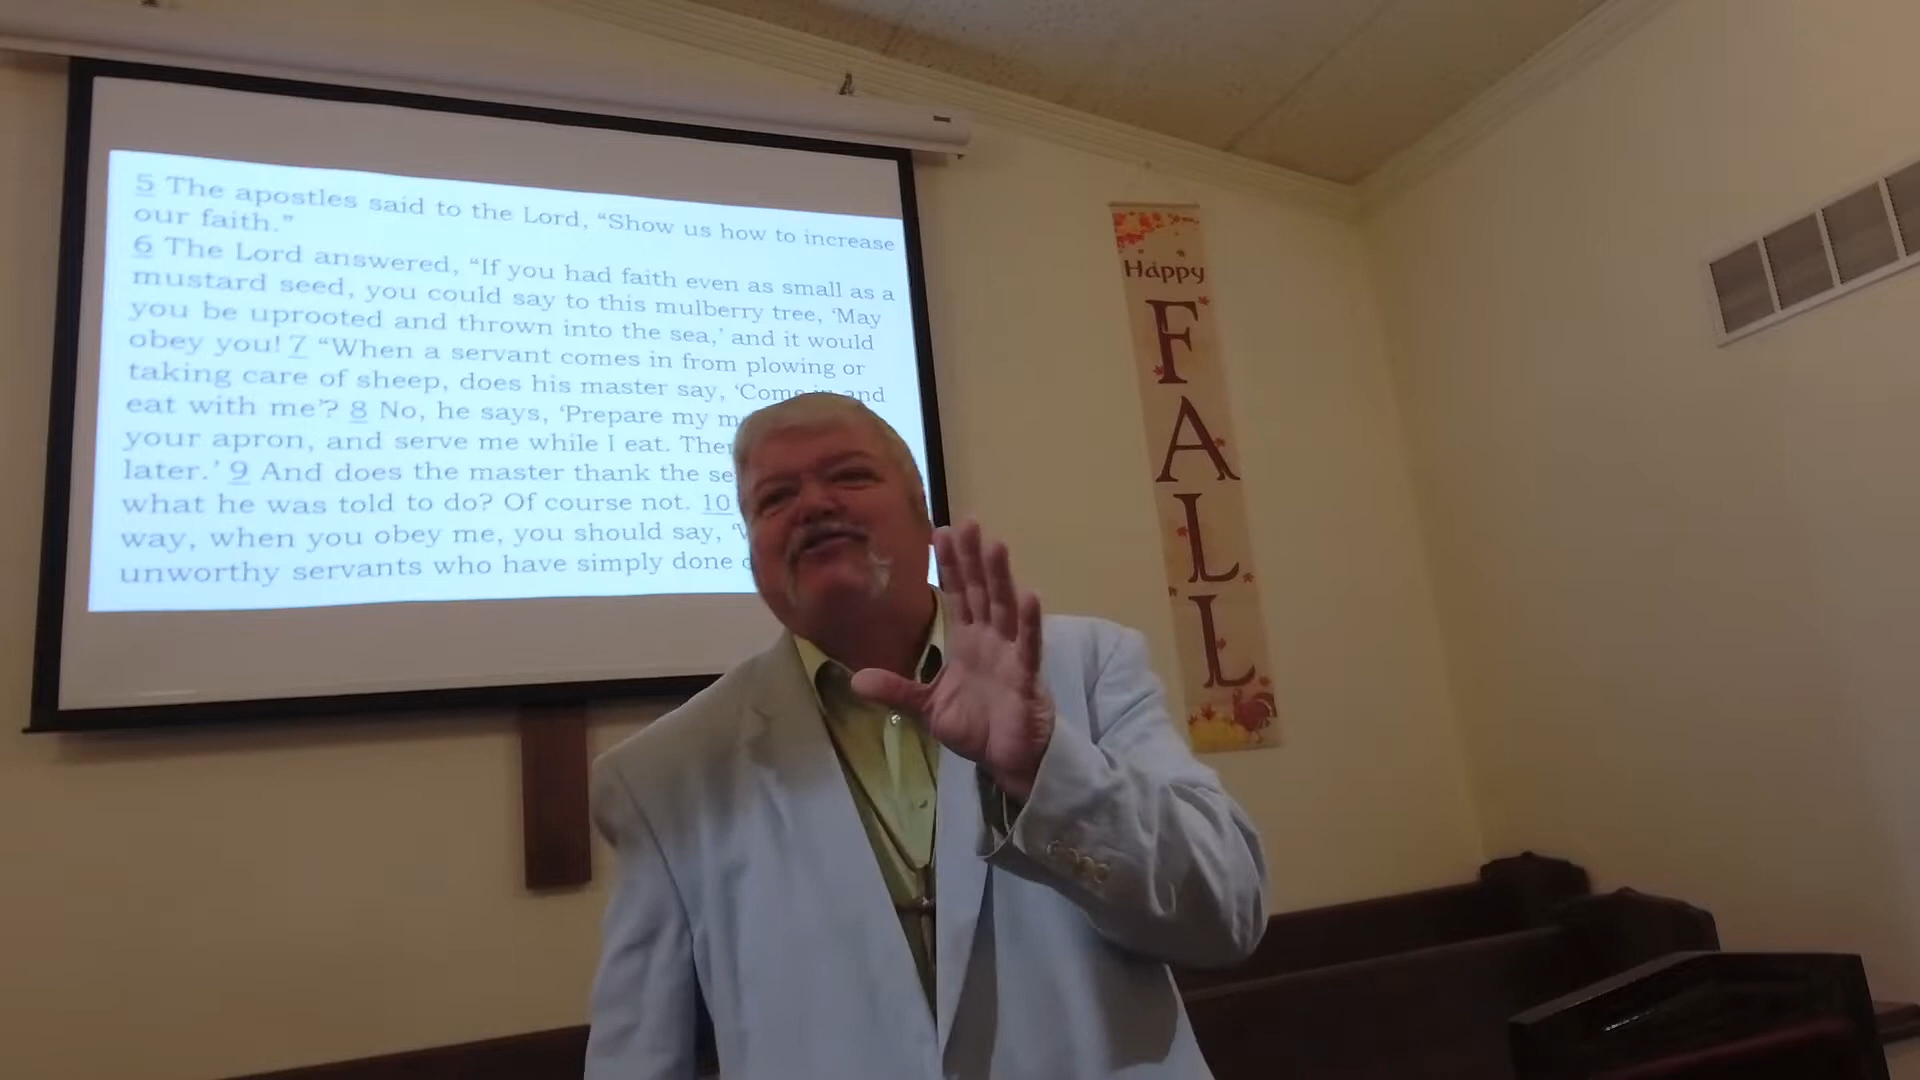 5 The apostles said to the Lord, “Show us how to increase
our faith.”
6 The Lord answered, “If you had faith even as small as a
mustard seed, you could say to this mulberry tree, ‘May
you be uprooted and thrown into the sea,’ and it would
obey you! 7 “When a servant comes in from plowing or
taking care of sheep, does his master say, ‘Come in and
eat with me’? 8 No, he says, ‘Prepare my
your apron, and serve me while I eat.
later.’ 9 And does the master thank the
what he was told to do? Of course not. 10
way, when you obey me, you should say,
unworthy servants who have simply done
Happy
FALL